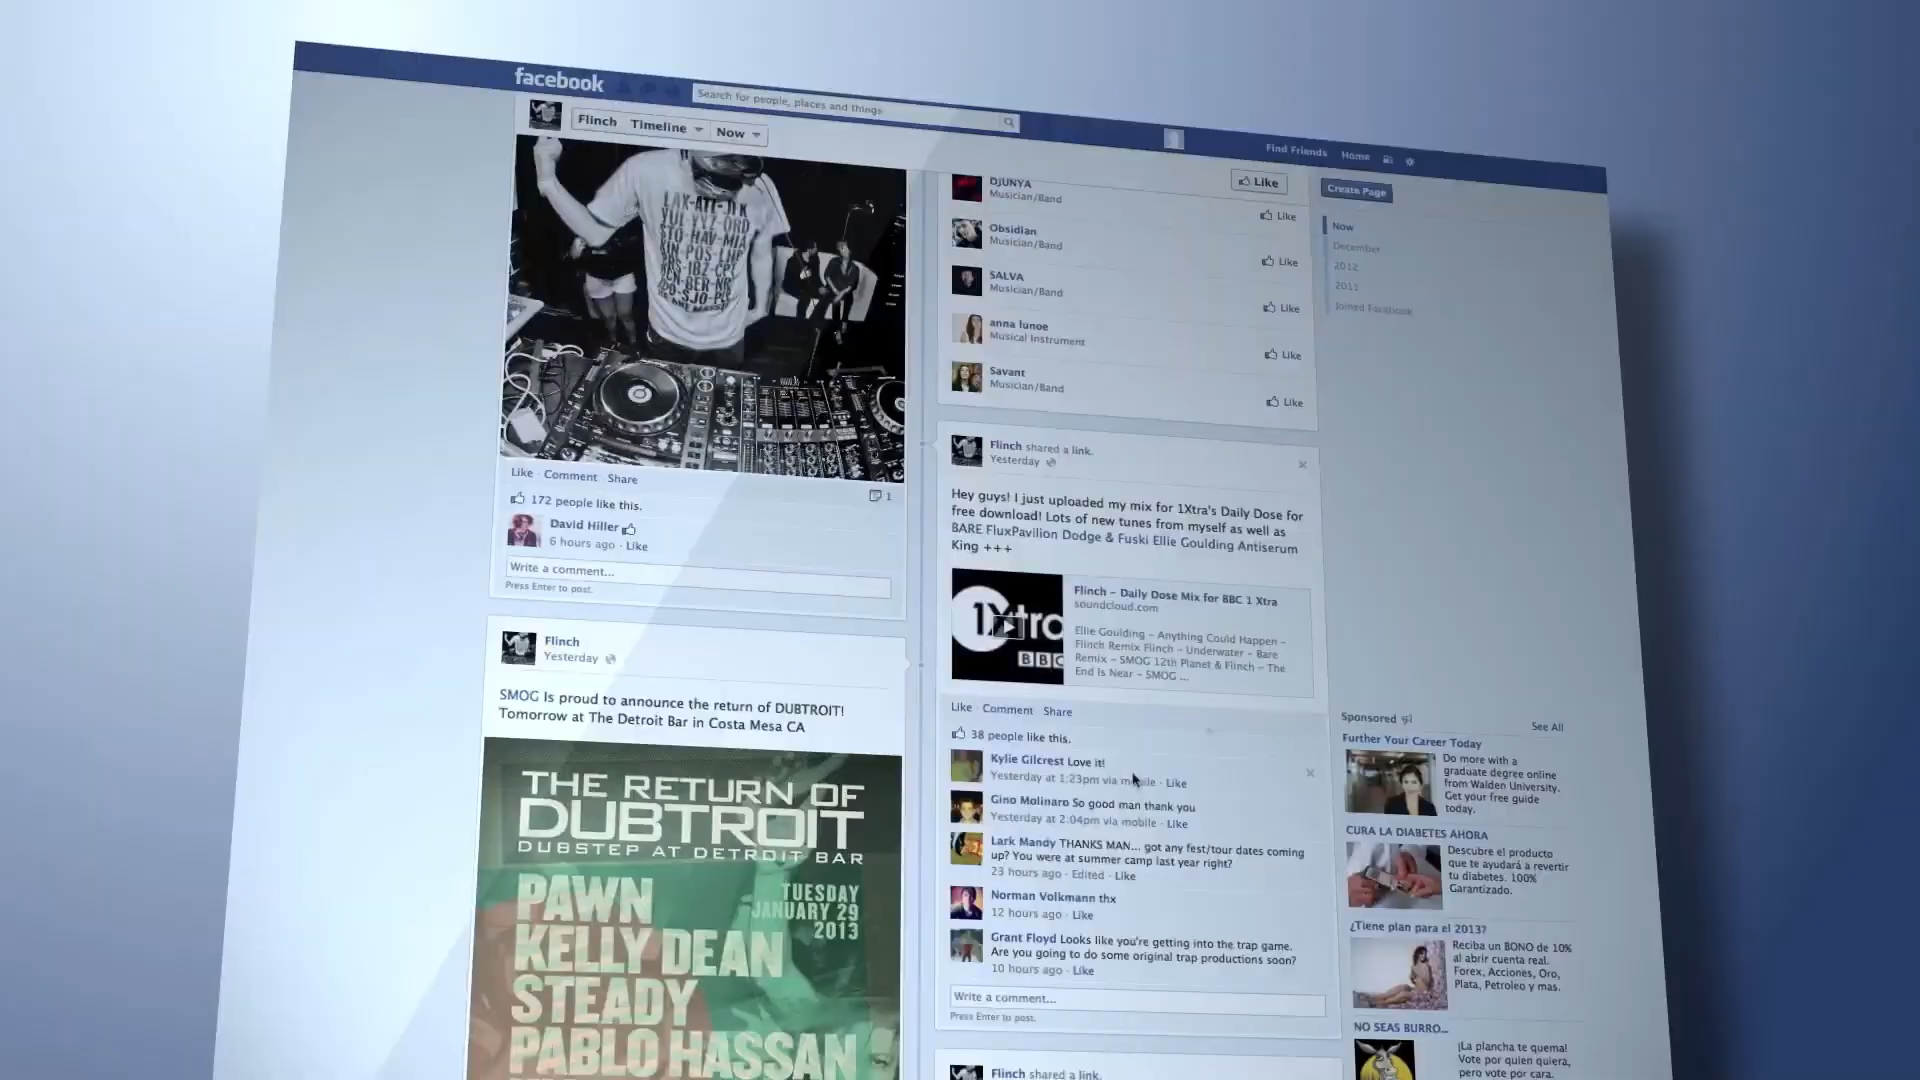 facebook
Search for people, places and things
Find Friends
Home
Flinch
Timeline
Now
LAX-ATL-
YUL-YYZ-ORD
STO-HAV-MIA
Like · Comment · Share
1
172 people like this.
David Hiller
6 hours ago · Like
Write a comment...
Press Enter to post.
Flinch
Yesterday
SMOG Is proud to announce the return of DUBTROIT!
Tomorrow at The Detroit Bar in Costa Mesa CA
THE RETURN OF
DUBTROIT
DUBSTEP AT DETROIT BAR
TUESDAY
JANUARY 29
2013
PAWN
KELLY DEAN
STEADY
PABLO HASSAN
Like
DJUNYA
Musician/Band
Like
Obsidian
Musician/Band
Like
SALVA
Musician/Band
Like
anna lunoe
Musical Instrument
Like
Savant
Musician/Band
Like
Flinch shared a link.
Yesterday
Hey guys! I just uploaded my mix for 1Xtra's Daily Dose for
free download! Lots of new tunes from myself as well as
BARE FluxPavilion Dodge & Fuski Ellie Goulding Antiserum
King +++
1Xtra
BBC
Flinch – Daily Dose Mix for BBC 1 Xtra
soundcloud.com
Ellie Goulding – Anything Could Happen –
Flinch Remix Flinch – Underwater – Bare
Remix – SMOG 12th Planet & Flinch – The
End Is Near – SMOG ...
Like · Comment · Share
38 people like this.
Kylie Gilcrest Love it!
Yesterday at 1:23pm via mobile · Like
Gino Molinaro So good man thank you
Yesterday at 2:04pm via mobile · Like
Lark Mandy THANKS MAN... got any fest/tour dates coming
up? You were at summer camp last year right?
23 hours ago · Edited · Like
Norman Volkmann thx
12 hours ago · Like
Grant Floyd Looks like you're getting into the trap game.
Are you going to do some original trap productions soon?
10 hours ago · Like
Write a comment...
Press Enter to post.
Flinch shared a link.
Create Page
Now
December
2012
2011
Joined Facebook
Sponsored
See All
Further Your Career Today
Do more with a
graduate degree online
from Walden University.
Get your free guide
today.
CURA LA DIABETES AHORA
Descubre el producto
que te ayudará a revertir
tu diabetes. 100%
Garantizado.
¿Tiene plan para el 2013?
Reciba un BONO de 10%
al abrir cuenta real.
Forex, Acciones, Oro,
Plata, Petroleo y mas.
NO SEAS BURRO...
¡La plancha te quema!
Vote por quien quiera,
pero vote por cara.